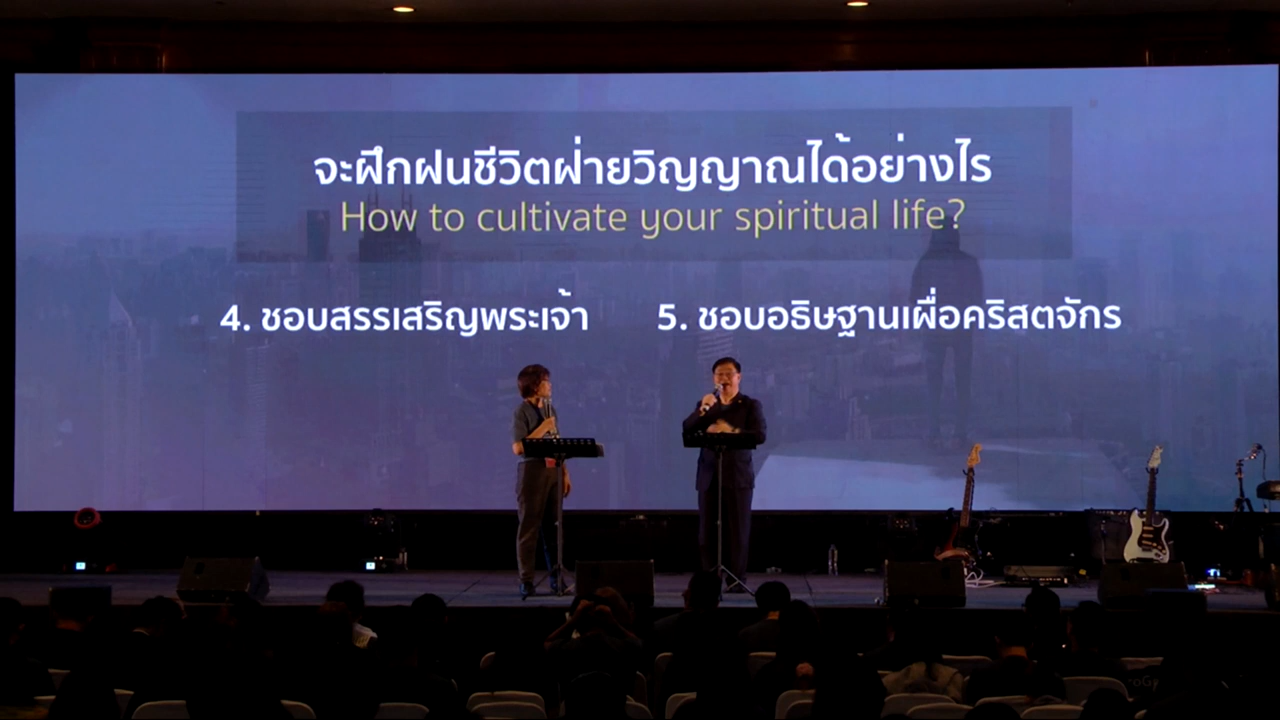 จะฝึกฝนชีวิตฝ่ายวิญญาณได้อย่างไร
How to cultivate your spiritual life?
4. ชอบสรรเสริญพระเจ้า 5. ชอบอธิษฐานเผื่อคริสตจักร